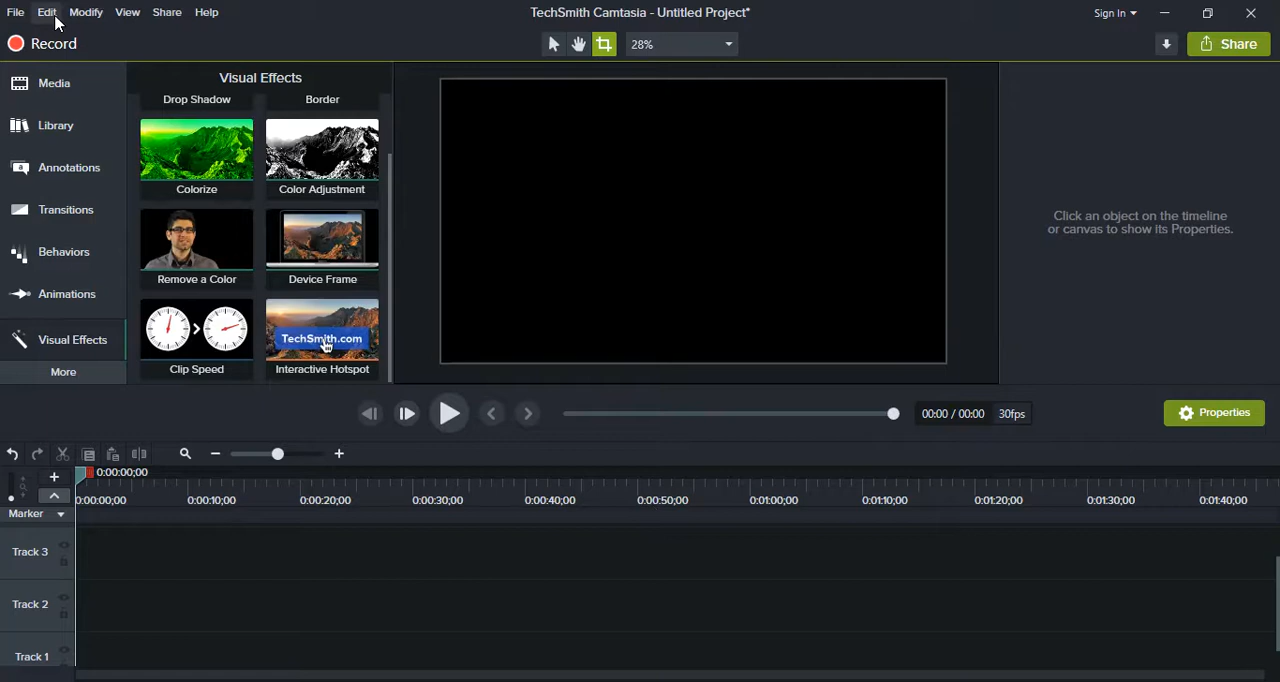 File Edit Modify View Share Help
TechSmith Camtasia - Untitled Project*
Sign In
Record
28%
Share
Media
Library
Annotations
Transitions
Behaviors
Animations
Visual Effects
More
Visual Effects
Drop Shadow Border
Colorize Color Adjustment
Remove a Color Device Frame
TechSmith.com
Clip Speed Interactive Hotspot
Click an object on the timeline
or canvas to show its Properties.
00:00 / 00:00 30fps
Properties
0:00:00;00
0:00:00;00 0:00:10;00 0:00:20;00 0:00:30;00 0:00:40;00 0:00:50;00 0:01:00;00 0:01:10;00 0:01:20;00 0:01:30;00 0:01:40;00
Marker
Track 3
Track 2
Track 1